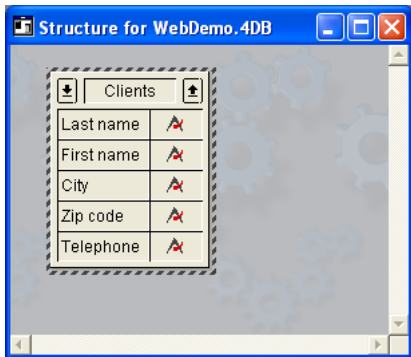 Structure for WebDemo.4DB
Clients
Last name
First name
City
Zip code
Telephone